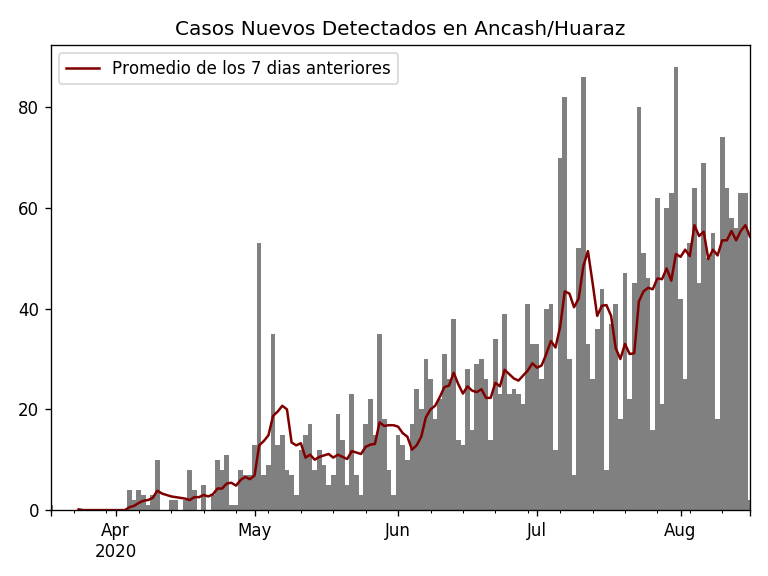 Casos Nuevos Detectados en Ancash/Huaraz
Promedio de los 7 dias anteriores
80
60
40
20
0
Apr May Jun Jul Aug
2020